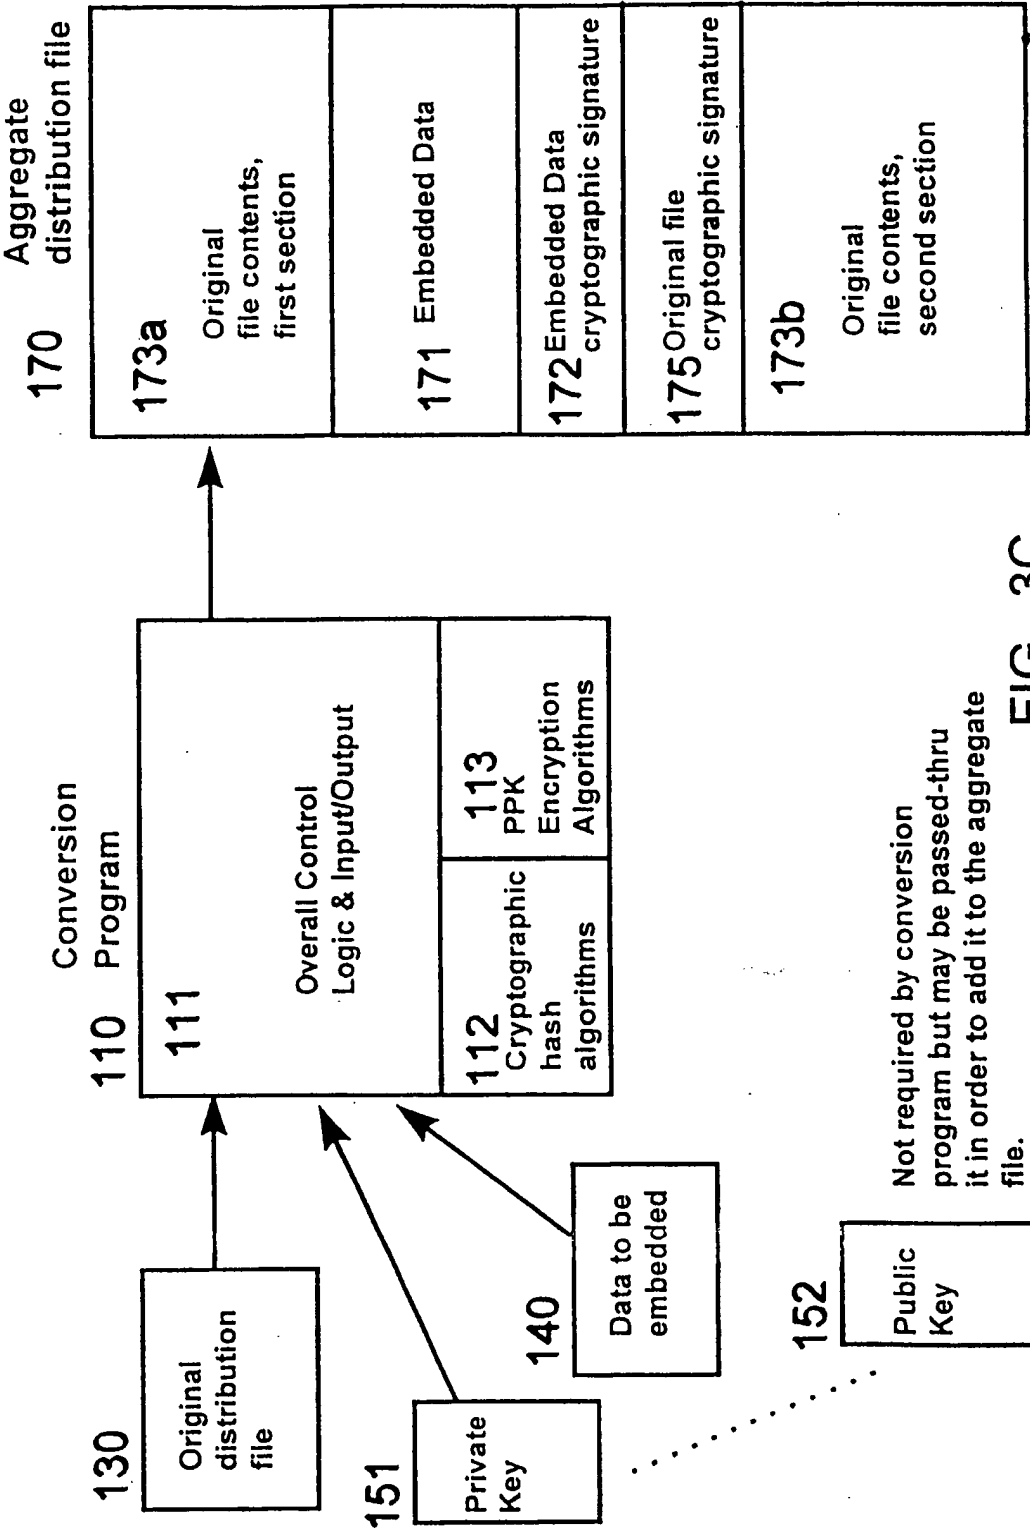 130
Original
distribution
file
151
Private
Key
140
Data to be
embedded
152
Public
Key
Not required by conversion
program but may be passed-thru
it in order to add it to the aggregate
file.
Conversion
110 Program
111
Overall Control
Logic & Input/Output
112
Cryptographic
hash
algorithms
113
PPK
Encryption
Algorithms
Aggregate
170 distribution file
173a
Original
file contents,
first section
171 Embedded Data
172 Embedded Data
cryptographic signature
175 Original file
cryptographic signature
173b
Original
file contents,
second section
FIG. 3C